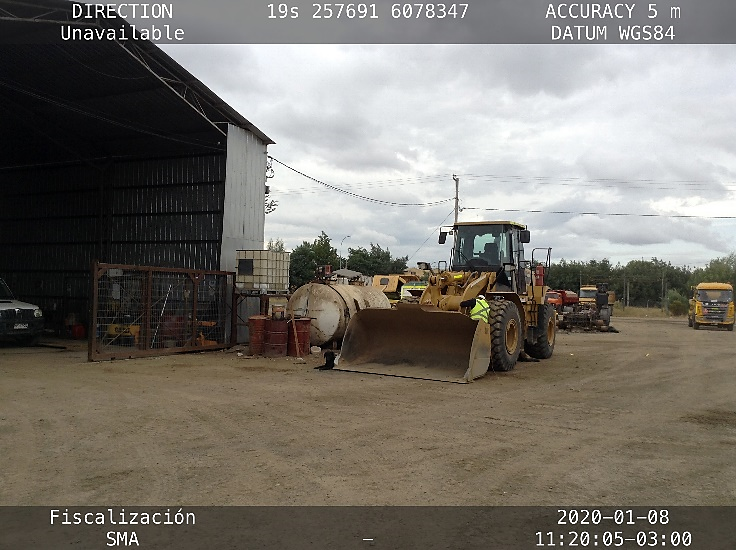 DIRECTION 19s 257691 6078347 ACCURACY 5 m
Unavailable DATUM WGS84
Fiscalización 2020-01-08
SMA – 11:20:05-03:00